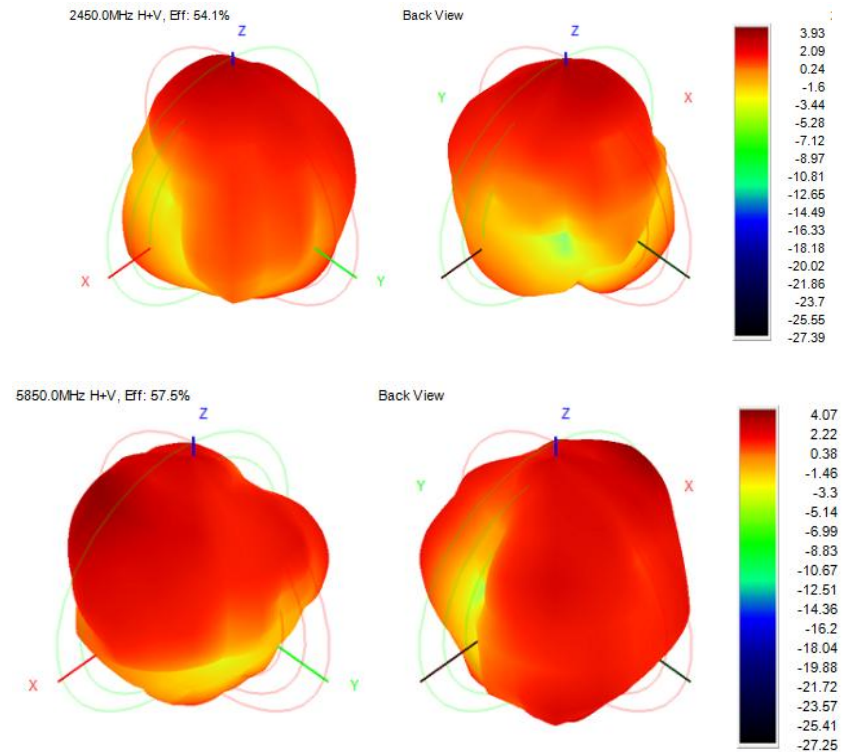 2450.0MHz H+V, Eff: 54.1%
Back View
Z
Z
Y
X
X
Y
3.93
2.09
0.24
-1.6
-3.44
-5.28
-7.12
-8.97
-10.81
-12.65
-14.49
-16.33
-18.18
-20.02
-21.86
-23.7
-25.55
-27.39
5850.0MHz H+V, Eff: 57.5%
Back View
Z
Z
Y
X
X
Y
4.07
2.22
0.38
-1.46
-3.3
-5.14
-6.99
-8.83
-10.67
-12.51
-14.36
-16.2
-18.04
-19.88
-21.72
-23.57
-25.41
-27.25